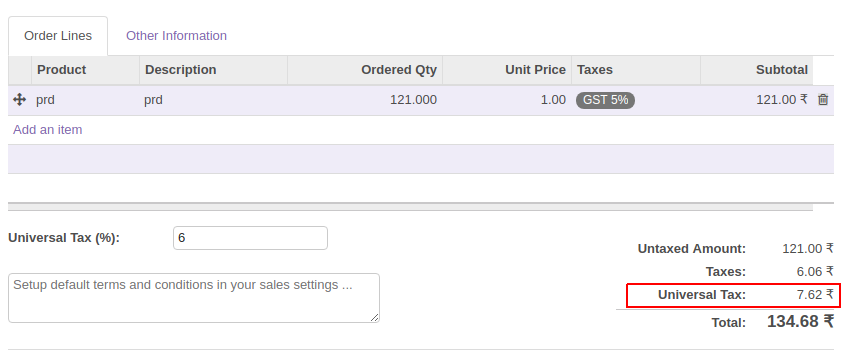 Order Lines Other Information
Product Description Ordered Qty Unit Price Taxes Subtotal
prd prd 121.000 1.00 GST 5% 121.00 ₹
Add an item
Universal Tax (%): 6
Untaxed Amount: 121.00 ₹
Setup default terms and conditions in your sales settings ...
Taxes: 6.06 ₹
Universal Tax: 7.62 ₹
Total: 134.68 ₹